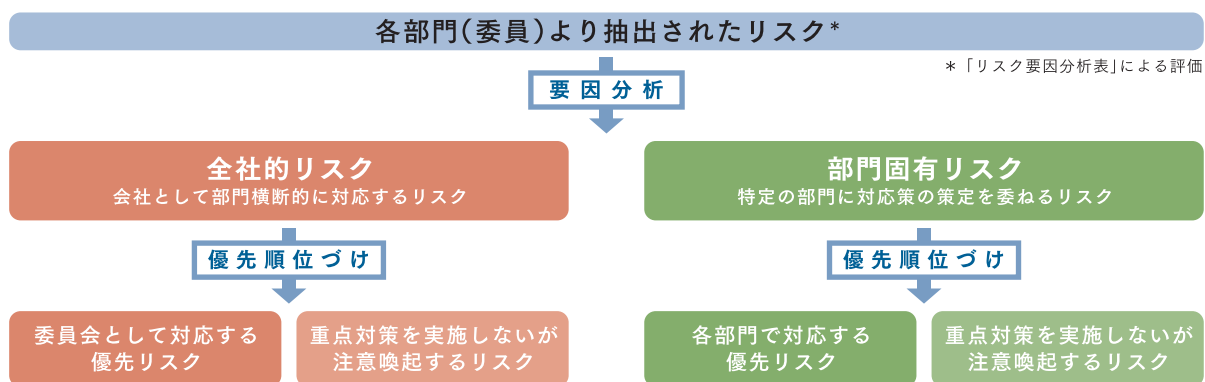 各部門（委員）より抽出されたリスク*
*「リスク要因分析表」による評価
要因分析
全社的リスク
会社として部門横断的に対応するリスク
部門固有リスク
特定の部門に対応策の策定を委ねるリスク
優先順位づけ
優先順位づけ
委員会として対応する
優先リスク
重点対策を実施しないが
注意喚起するリスク
各部門で対応する
優先リスク
重点対策を実施しないが
注意喚起するリスク